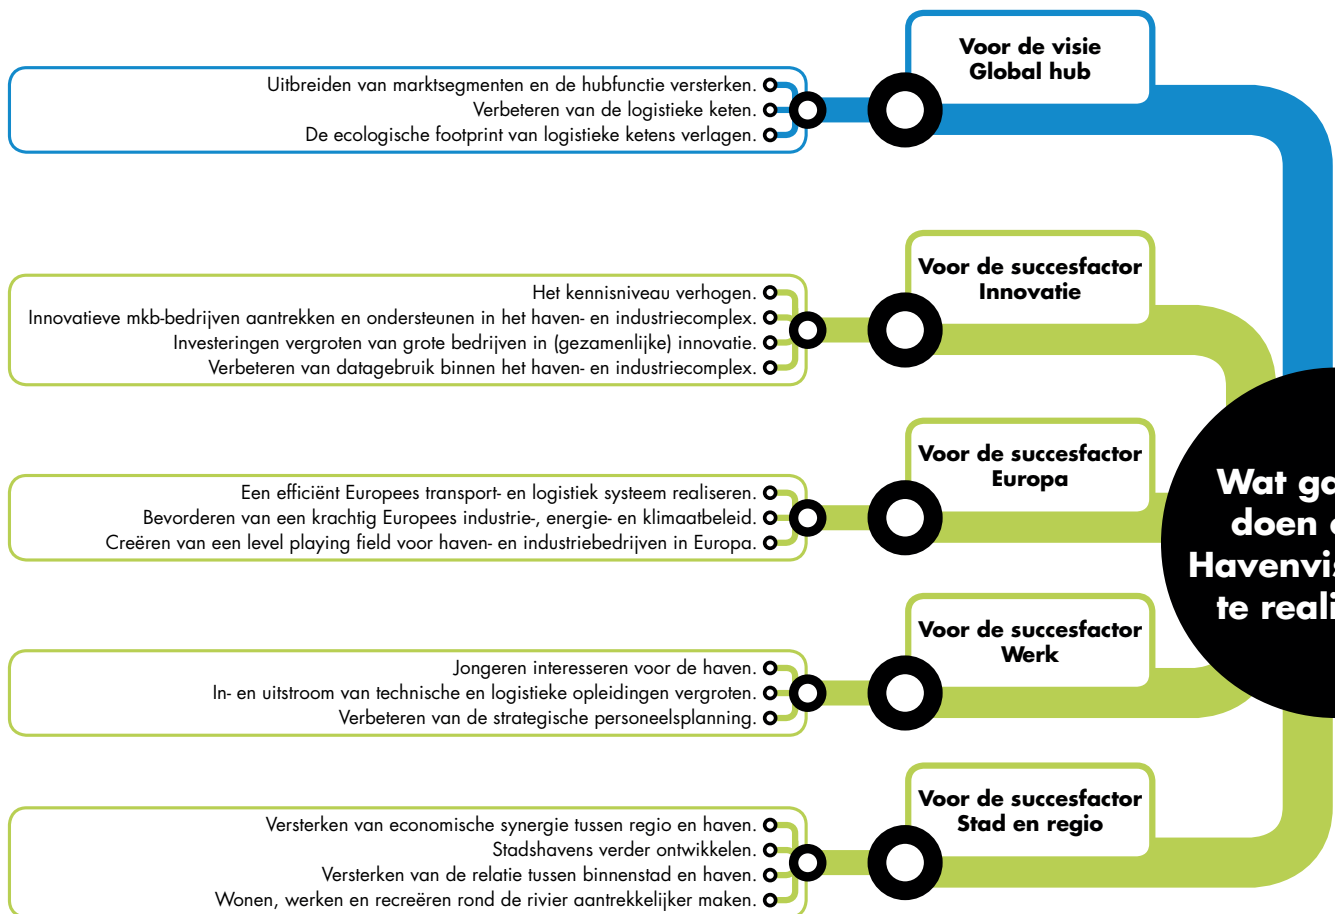 Voor de visie
Global hub
Uitbreiden van marktsegmenten en de hubfunctie versterken.
Verbeteren van de logistieke keten.
De ecologische footprint van logistieke ketens verlagen.
Voor de succesfactor
Innovatie
Het kennisniveau verhogen.
Innovatieve mkb-bedrijven aantrekken en ondersteunen in het haven- en industriecomplex.
Investeringen vergroten van grote bedrijven in (gezamenlijke) innovatie.
Verbeteren van datagebruik binnen het haven- en industriecomplex.
Voor de succesfactor
Europa
Een efficiënt Europees transport- en logistiek systeem realiseren.
Bevorderen van een krachtig Europees industrie-, energie- en klimaatbeleid.
Creëren van een level playing field voor haven- en industriebedrijven in Europa.
Wat
doen
te
Voor de succesfactor
Werk
Jongeren interesseren voor de haven.
In- en uitstroom van technische en logistieke opleidingen vergroten.
Verbeteren van de strategische personeelsplanning.
Voor de succesfactor
Stad en regio
Versterken van economische synergie tussen regio en haven.
Stadshavens verder ontwikkelen.
Versterken van de relatie tussen binnenstad en haven.
Wonen, werken en recreëren rond de rivier aantrekkelijker maken.